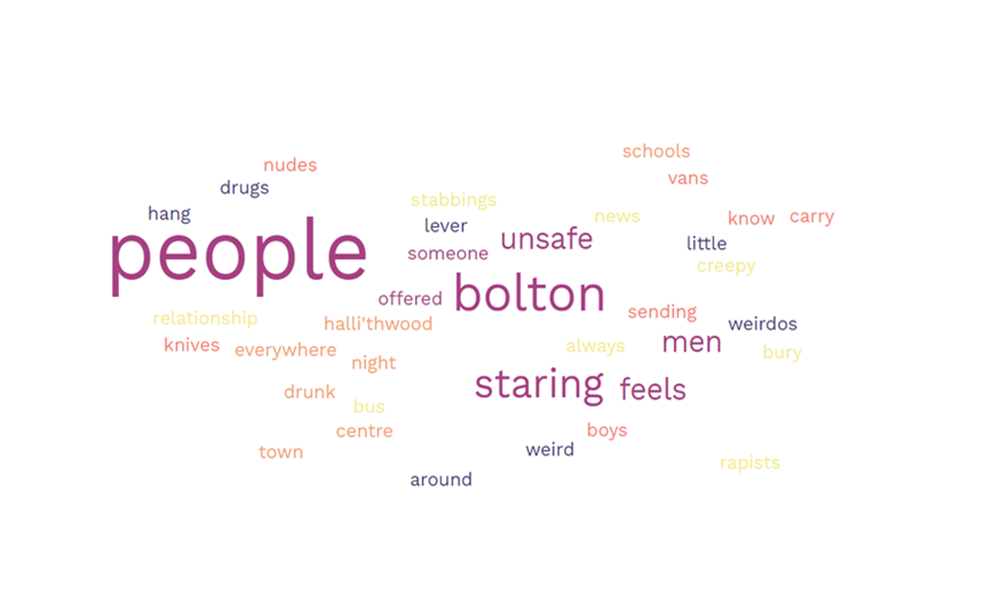 schools
nudes
vans
drugs
stabbings
hang
news
know
carry
lever
people
unsafe
little
someone
creepy
offered
bolton
sending
relationship
halli'thwood
weirdos
knives
everywhere
always
men
bury
night
staring
feels
drunk
bus
centre
boys
town
weird
rapists
around